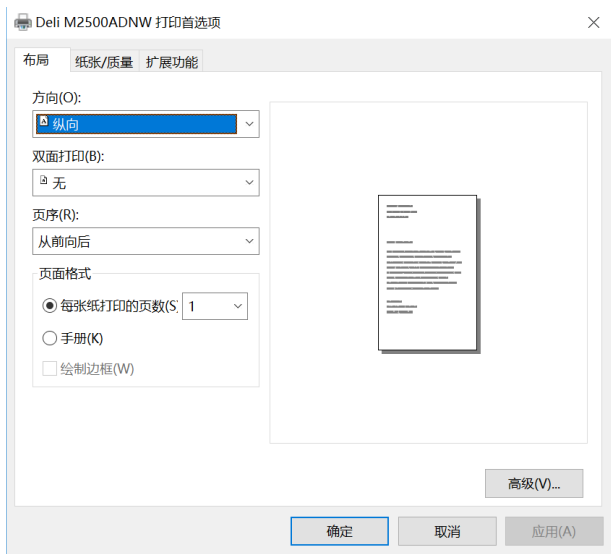 Deli M2500ADNW 打印首选项
布局 纸张/质量 扩展功能
方向(O):
纵向
双面打印(B):
无
页序(R):
从前向后
页面格式
每张纸打印的页数(S 1
手册(K)
绘制边框(W)
高级(V)...
确定 取消 应用(A)